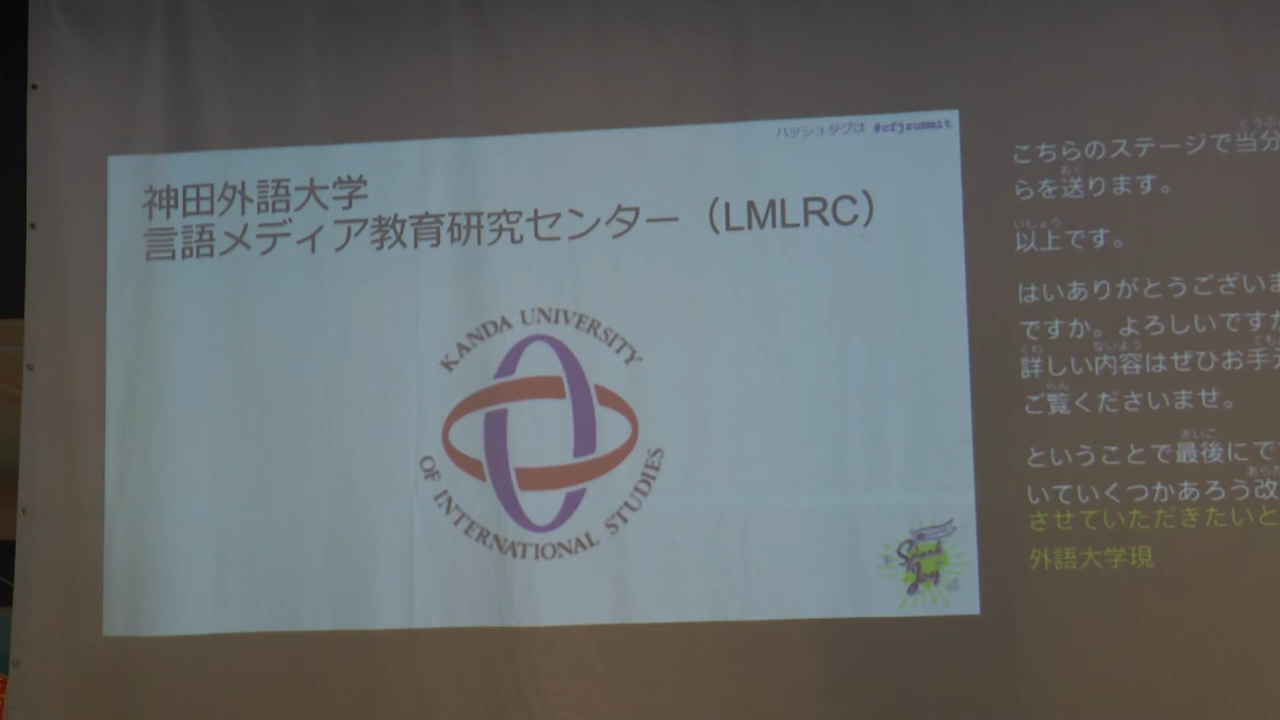 ハッシュタグは #cfjsummit
神田外語大学
言語メディア教育研究センター（LMLRC）
KANDA UNIVERSITY
OF INTERNATIONAL STUDIES
こちらのステージで当分
らを送ります。
以上です。
はいありがとうございま
ですか。よろしいですか
詳しい内容はぜひお手元
ご覧くださいませ。
ということで最後にで
いていくつかあろう改
させていただきたいと
外語大学現